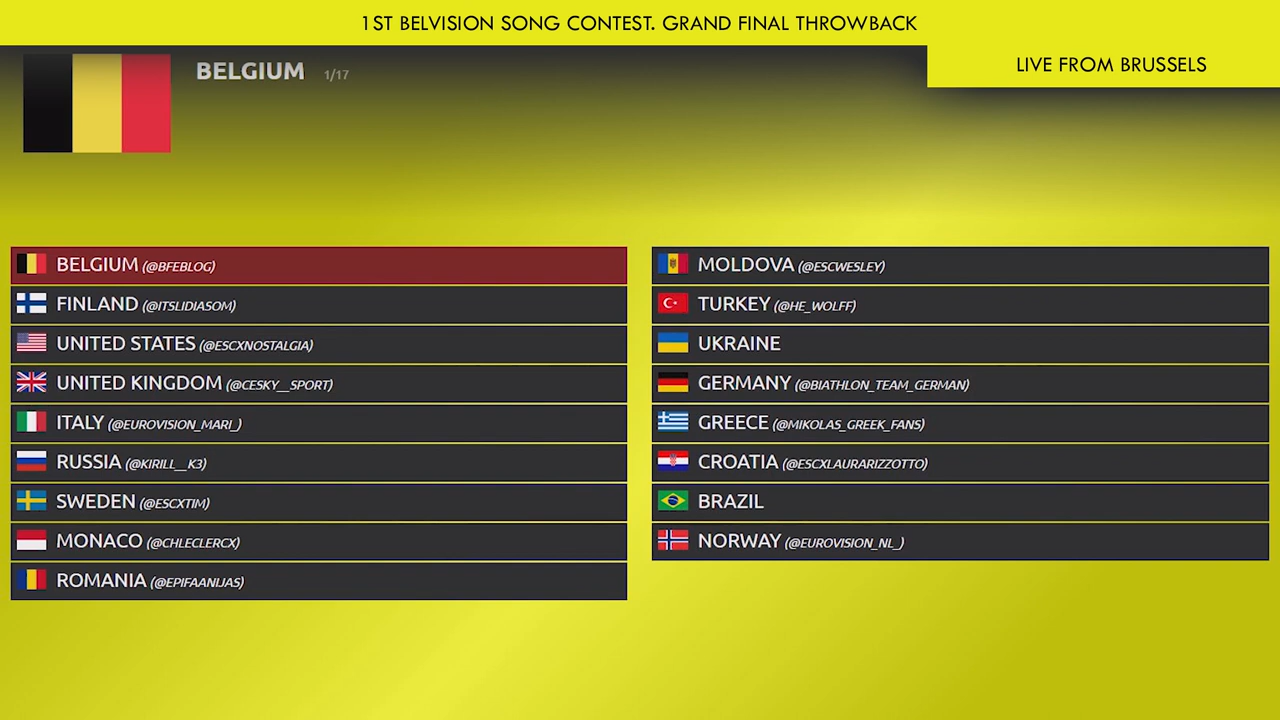 1ST BELVISION SONG CONTEST. GRAND FINAL THROWBACK
LIVE FROM BRUSSELS
BELGIUM 1/17
BELGIUM (@BFEBLOG)
FINLAND (@ITSLIDIASOM)
UNITED STATES (@ESCXNOSTALGIA)
UNITED KINGDOM (@CESKY__SPORT)
ITALY (@EUROVISION_MARI_)
RUSSIA (@KIRILL__K3)
SWEDEN (@ESCXTIM)
MONACO (@CHLECLERCX)
ROMANIA (@EPIFAANIJAS)
MOLDOVA (@ESCWESLEY)
TURKEY (@HE_WOLFF)
UKRAINE
GERMANY (@BIATHLON_TEAM_GERMAN)
GREECE (@MIKOLAS_GREEK_FANS)
CROATIA (@ESCXLAURARIZZOTTO)
BRAZIL
NORWAY (@EUROVISION_NL_)